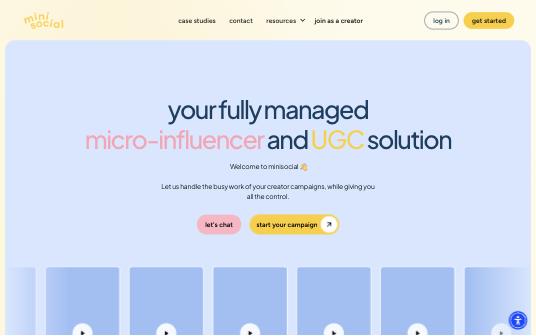 mini
social
case studies
contact
resources
join as a creator
log in
get started
your fully managed
micro-influencer and UGC solution
Welcome to minisocial 👋
Let us handle the busy work of your creator campaigns, while giving you
all the control.
let's chat
start your campaign